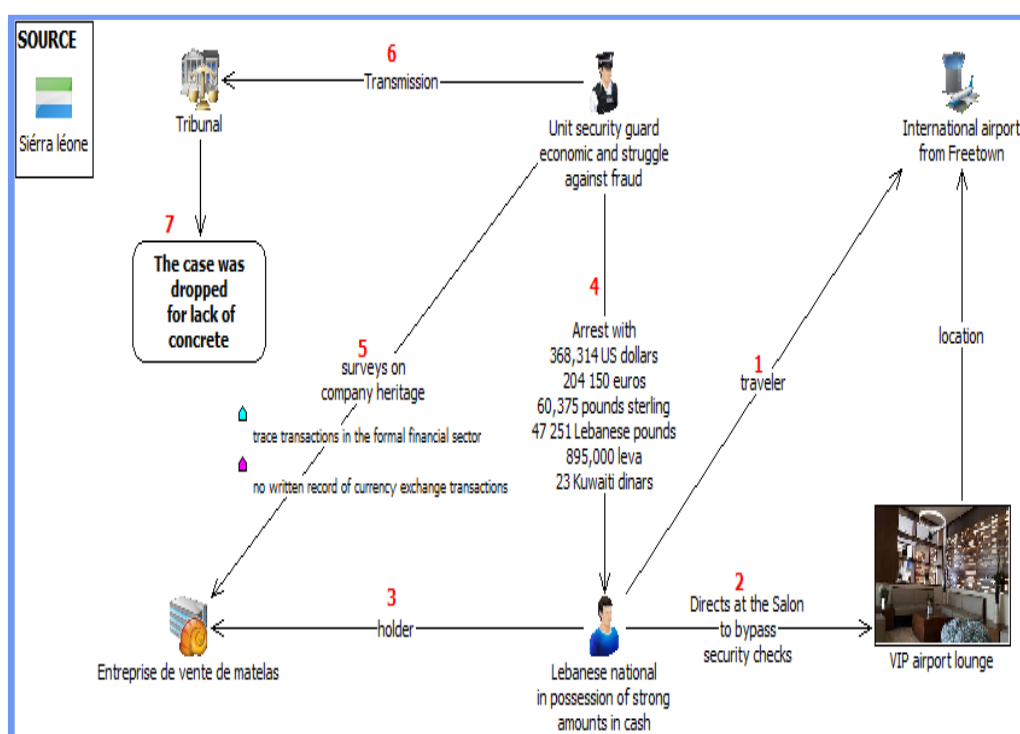 SOURCE
Siérra léone
6
Transmission
Tribunal
Unit security guard
economic and struggle
against fraud
International airport
from Freetown
7
The case was
dropped
for lack of
concrete
5
surveys on
company heritage
trace transactions in the formal financial sector
no written record of currency exchange transactions
4
Arrest with
368,314 US dollars
204 150 euros
60,375 pounds sterling
47 251 Lebanese pounds
895,000 leva
23 Kuwaiti dinars
1
traveler
location
3
holder
2
Directs at the Salon
to bypass
security checks
Entreprise de vente de matelas
Lebanese national
in possession of strong
amounts in cash
VIP airport lounge